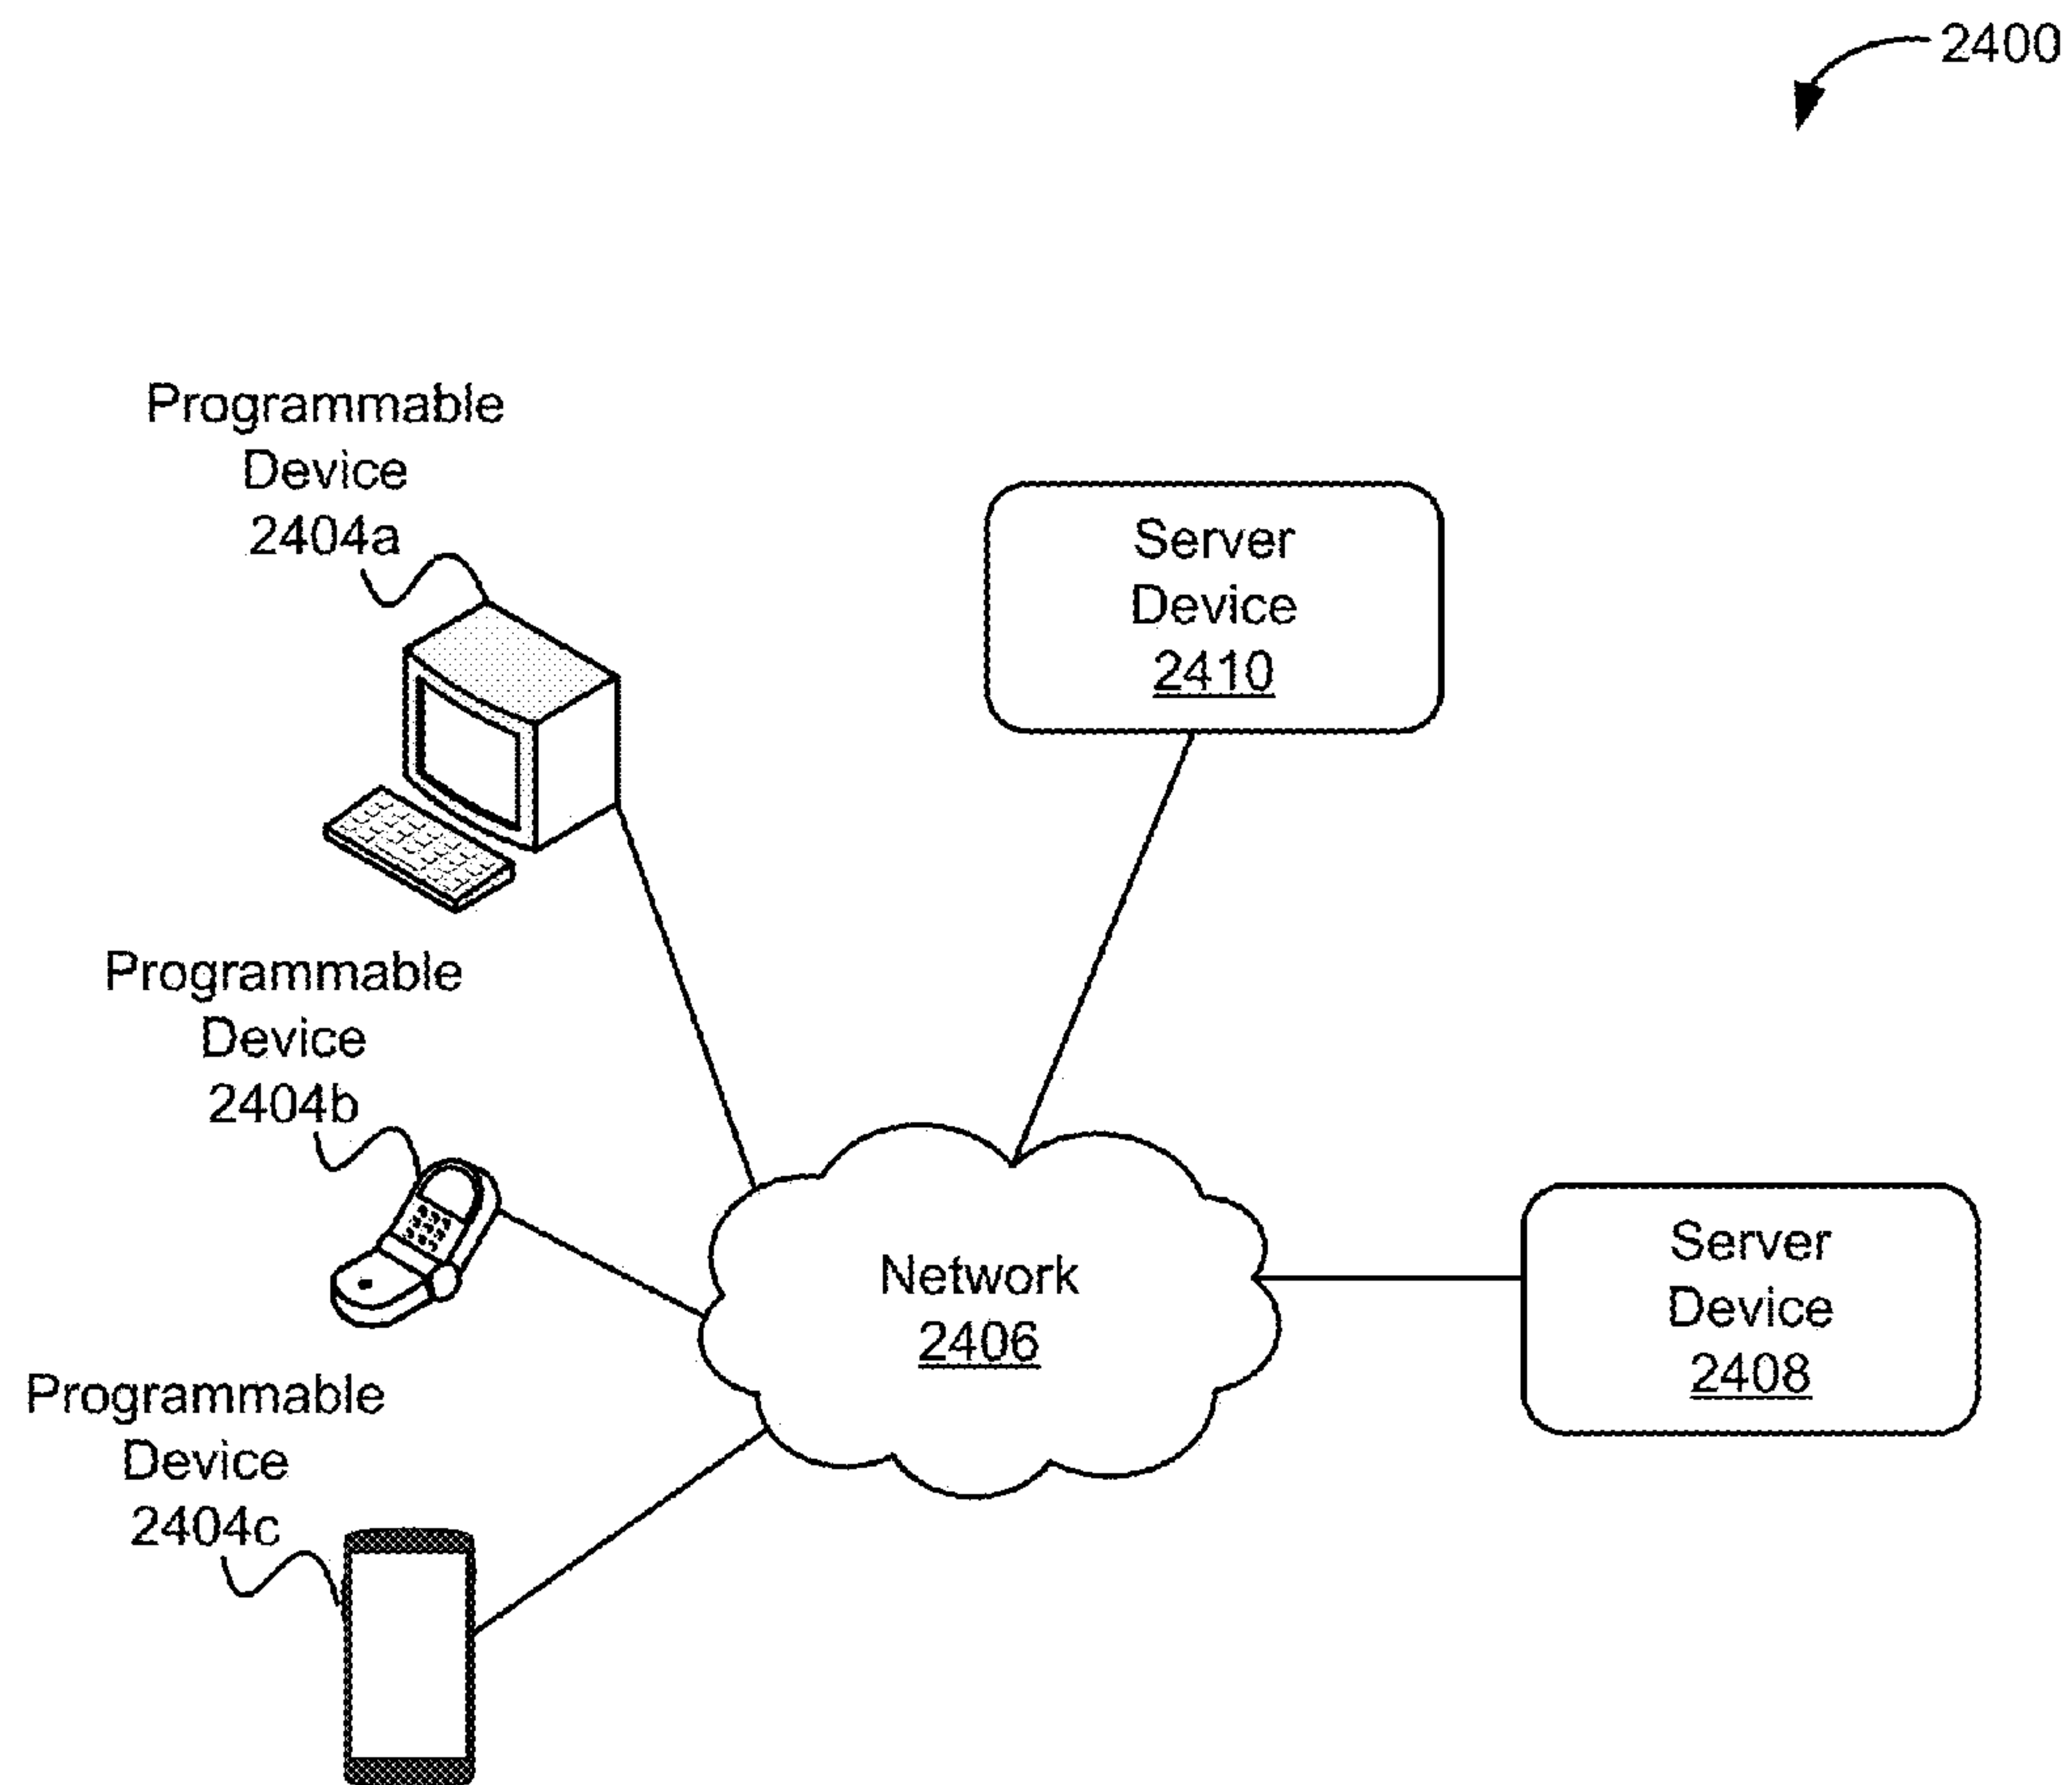 2400
Programmable
Device
2404a
Server
Device
2410
Programmable
Device
2404b
Network
2406
Server
Device
2408
Programmable
Device
2404c